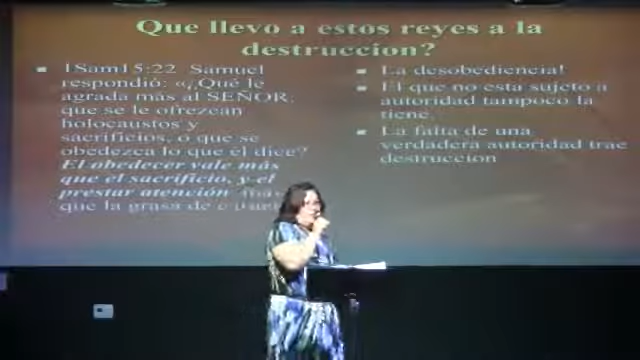 Que llevo a estos reyes a la
destruccion?
1Sam15:22 Samuel
respondió: «¿Qué le
agrada más al SEÑOR:
que se le ofrezcan
holocaustos y
sacrificios, o que se
obedezca lo que él dice?
El obedecer vale más
que el sacrificio, y el
prestar atención
que la grasa de
La desobediencia!
El que no esta sujeto a
autoridad tampoco la
tiene.
La falta de una
verdadera autoridad trae
destruccion